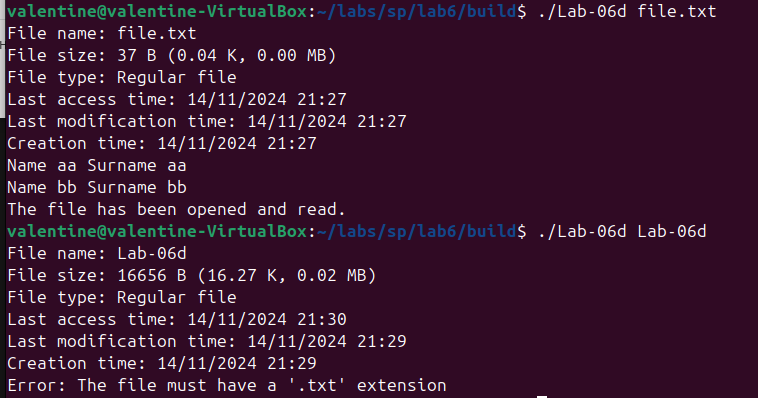 valentine@valentine-VirtualBox:~/labs/sp/lab6/build$ ./Lab-06d file.txt
File name: file.txt
File size: 37 B (0.04 K, 0.00 MB)
File type: Regular file
Last access time: 14/11/2024 21:27
Last modification time: 14/11/2024 21:27
Creation time: 14/11/2024 21:27
Name aa Surname aa
Name bb Surname bb
The file has been opened and read.
valentine@valentine-VirtualBox:~/labs/sp/lab6/build$ ./Lab-06d Lab-06d
File name: Lab-06d
File size: 16656 B (16.27 K, 0.02 MB)
File type: Regular file
Last access time: 14/11/2024 21:30
Last modification time: 14/11/2024 21:29
Creation time: 14/11/2024 21:29
Error: The file must have a '.txt' extension